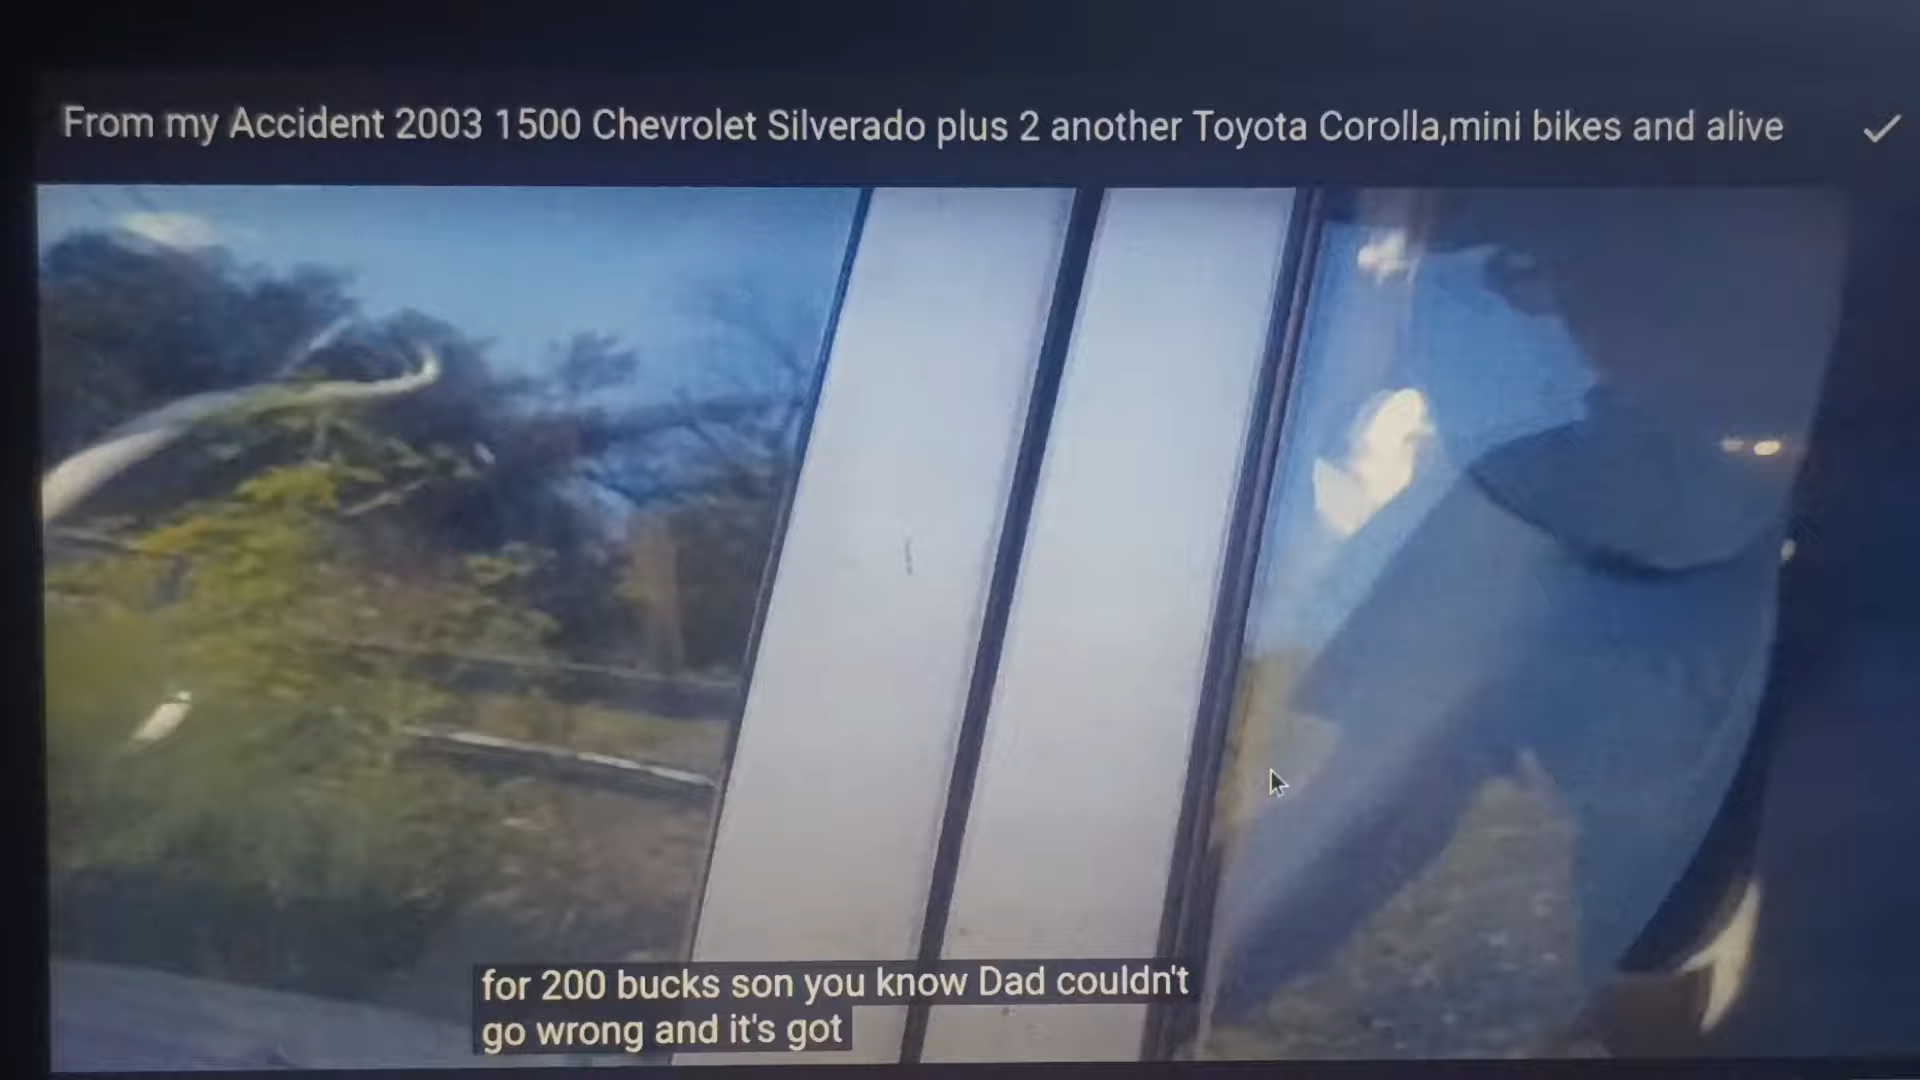 From my Accident 2003 1500 Chevrolet Silverado plus 2 another Toyota Corolla,mini bikes and alive
for 200 bucks son you know Dad couldn't
go wrong and it's got